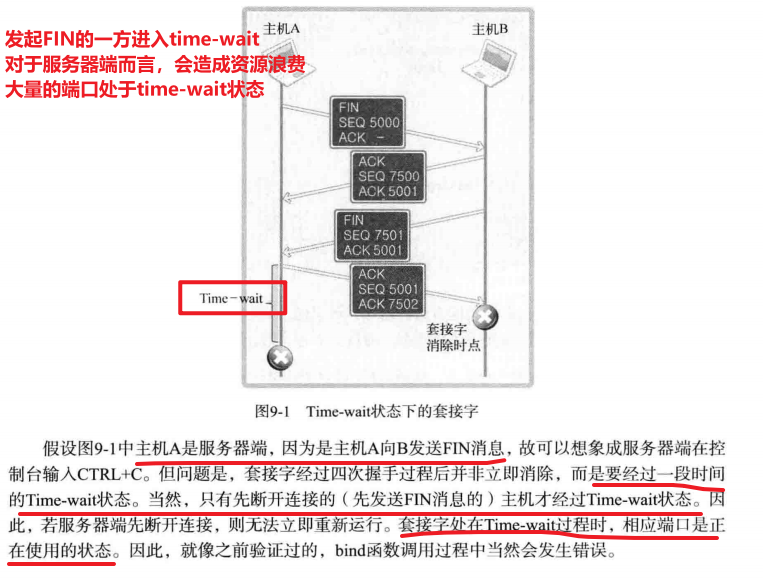 发起FIN的一方进入time-wait
对于服务器端而言，会造成资源浪费
大量的端口处于time-wait状态
主机A
主机B
FIN
SEQ 5000
ACK -
ACK
SEQ 7500
ACK 5001
FIN
SEQ 7501
ACK 5001
ACK
SEQ 5001
ACK 7502
Time-wait
套接字
消除时点
图9-1 Time-wait状态下的套接字
假设图9-1中主机A是服务器端，因为是主机A向B发送FIN消息，故可以想象成服务器端在控
制台输入CTRL+C。但问题是，套接字经过四次握手过程后并非立即消除，而是要经过一段时间
的Time-wait状态。当然，只有先断开连接的（先发送FIN消息的）主机才经过Time-wait状态。因
此，若服务器端先断开连接，则无法立即重新运行。套接字处在Time-wait过程时，相应端口是正
在使用的状态。因此，就像之前验证过的，bind函数调用过程中当然会发生错误。